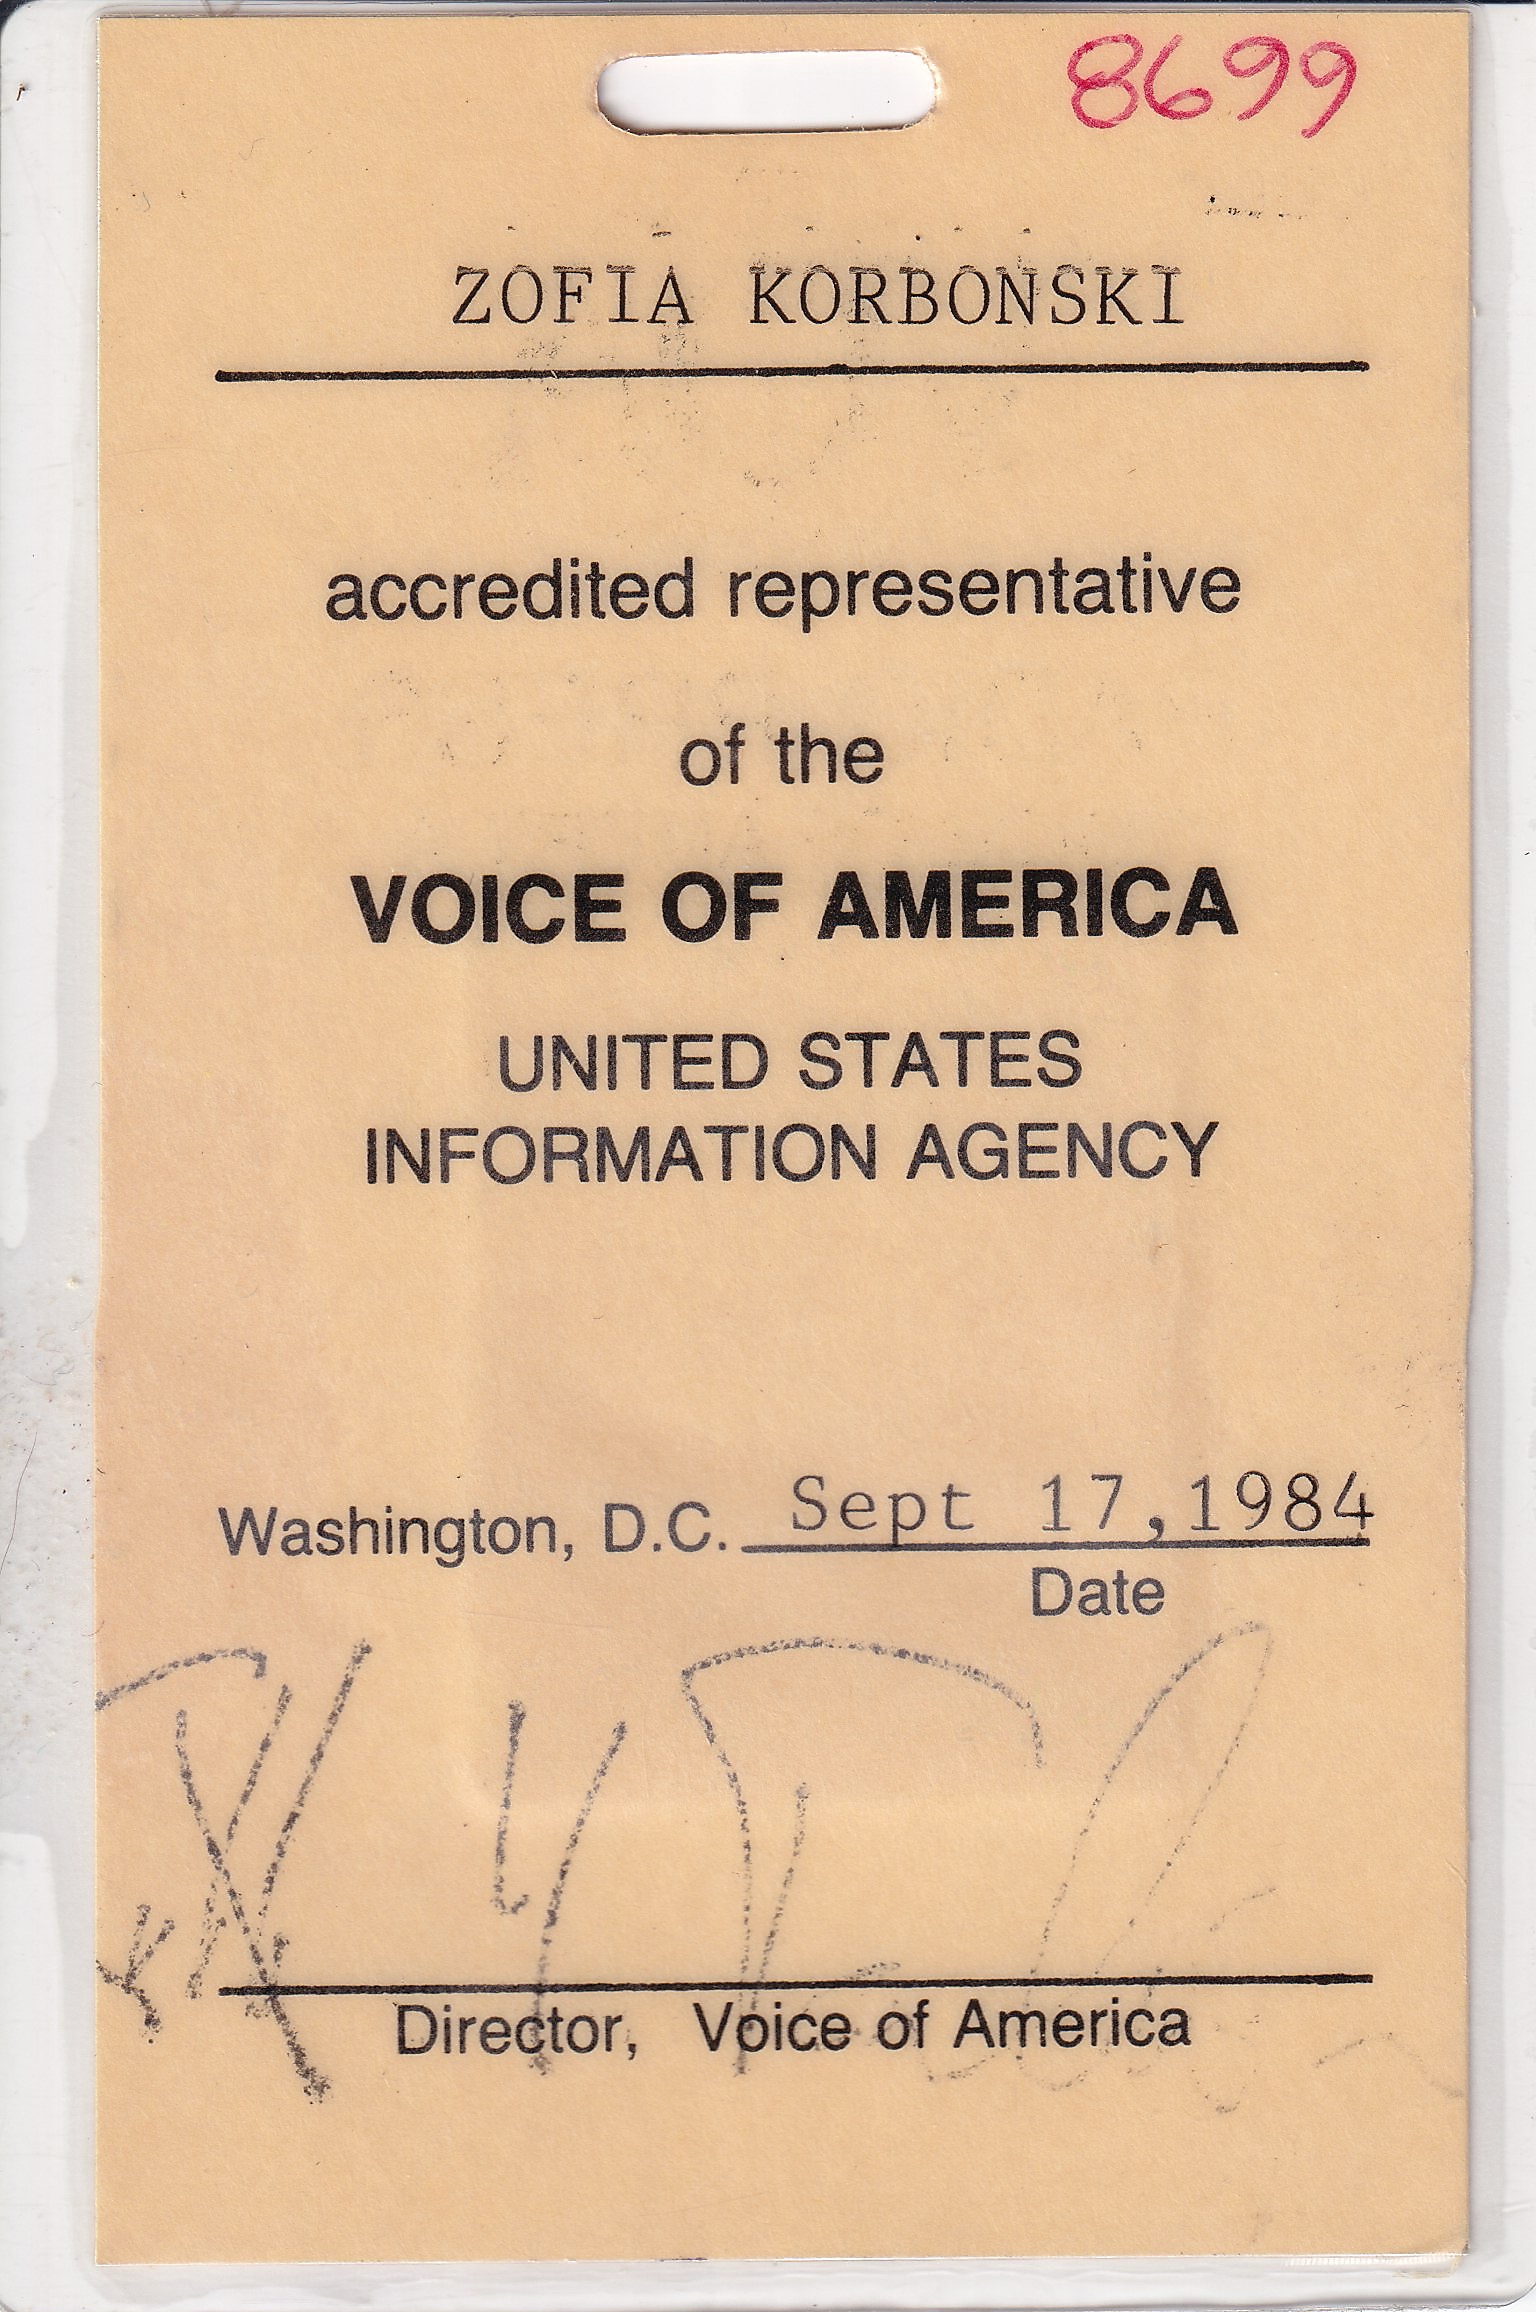 8699
ZOFIA KORBONSKI
accredited representative
of the
VOICE OF AMERICA
UNITED STATES
INFORMATION AGENCY
Washington, D.C. Sept 17,1984
Date
Director, Voice of America